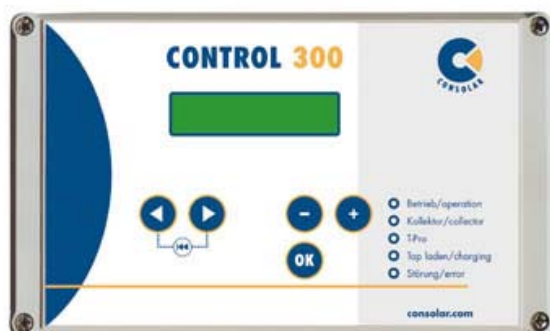 CONTROL 300
CONSOLAR
− +
OK
Betrieb/operation
Kollektor/collector
T-Pro
Top laden/charging
Störung/error
consolar.com